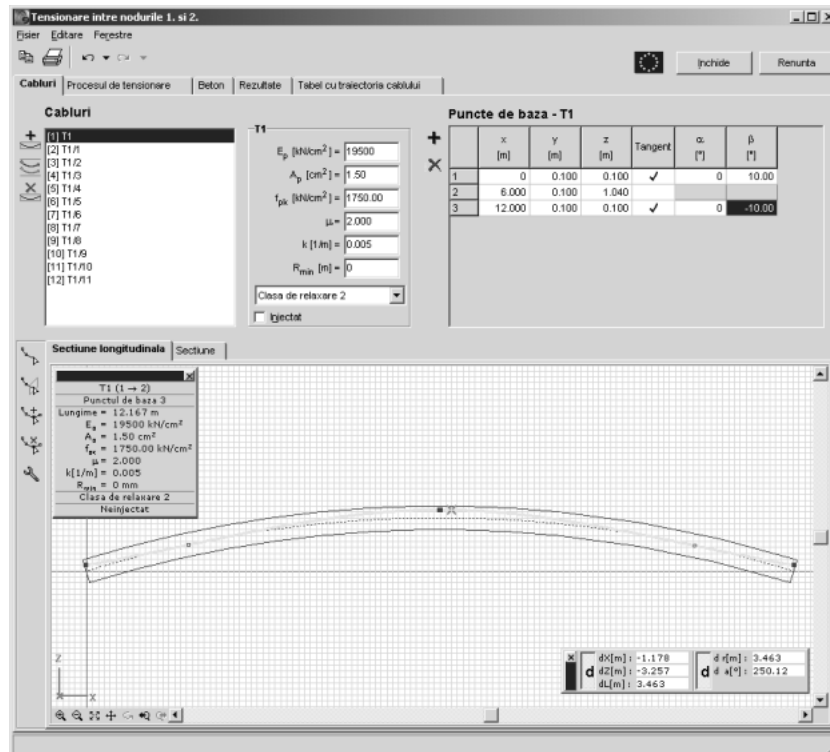 Tensionare intre nodurile 1. si 2.
Fisier Editare Ferestre
Inchide Renunta
Cabluri Procesul de tensionare Beton Rezultate Tabel cu traiectoria cablului
Cabluri
[1] T1
[2] T1/1
[3] T1/2
[4] T1/3
[5] T1/4
[6] T1/5
[7] T1/6
[8] T1/7
[9] T1/8
[10] T1/9
[11] T1/10
[12] T1/11
T1
Ep [kN/cm²] = 19500
Ap [cm²] = 1.50
fpk [kN/cm²] = 1750.00
μ = 2.000
k [1/m] = 0.005
Rmin [m] = 0
Clasa de relaxare 2
Injectat
Puncte de baza - T1
x [m] y [m] z [m] Tangent α [°] β [°]
1 0 0.100 0.100 ✓ 0 10.00
2 6.000 0.100 1.040
3 12.000 0.100 0.100 ✓ 0 -10.00
Sectiune longitudinala Sectiune
T1 (1 → 2)
Punctul de baza 3
Lungime = 12.167 m
E = 19500 kN/cm²
A = 1.50 cm²
f = 1750.00 kN/cm²
μ = 2.000
k[1/m] = 0.005
Rmin = 0 mm
Clasa de relaxare 2
Neinjectat
Z
X
d dX[m] : -1.178
dZ[m] : -3.257
dL[m] : 3.463
d d r[m] : 3.463
d a[°] : 250.12